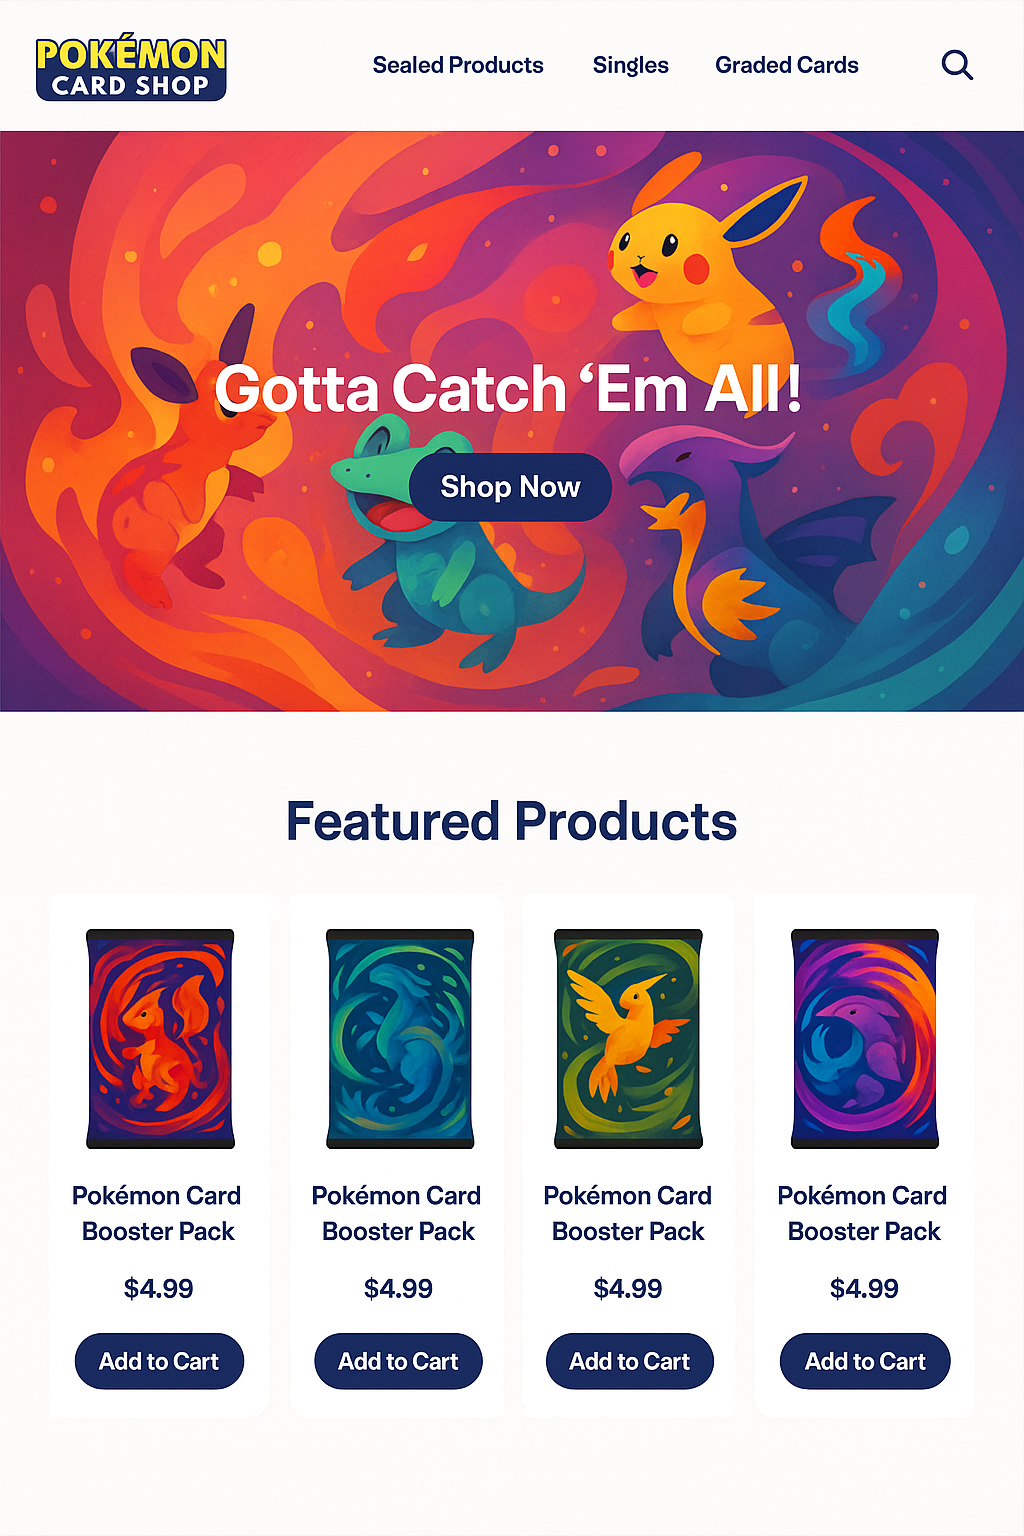 POKÉMON
CARD SHOP
Sealed Products
Singles
Graded Cards
Gotta Catch ‘Em All!
Shop Now
Featured Products
Pokémon Card
Booster Pack
$4.99
Add to Cart
Pokémon Card
Booster Pack
$4.99
Add to Cart
Pokémon Card
Booster Pack
$4.99
Add to Cart
Pokémon Card
Booster Pack
$4.99
Add to Cart